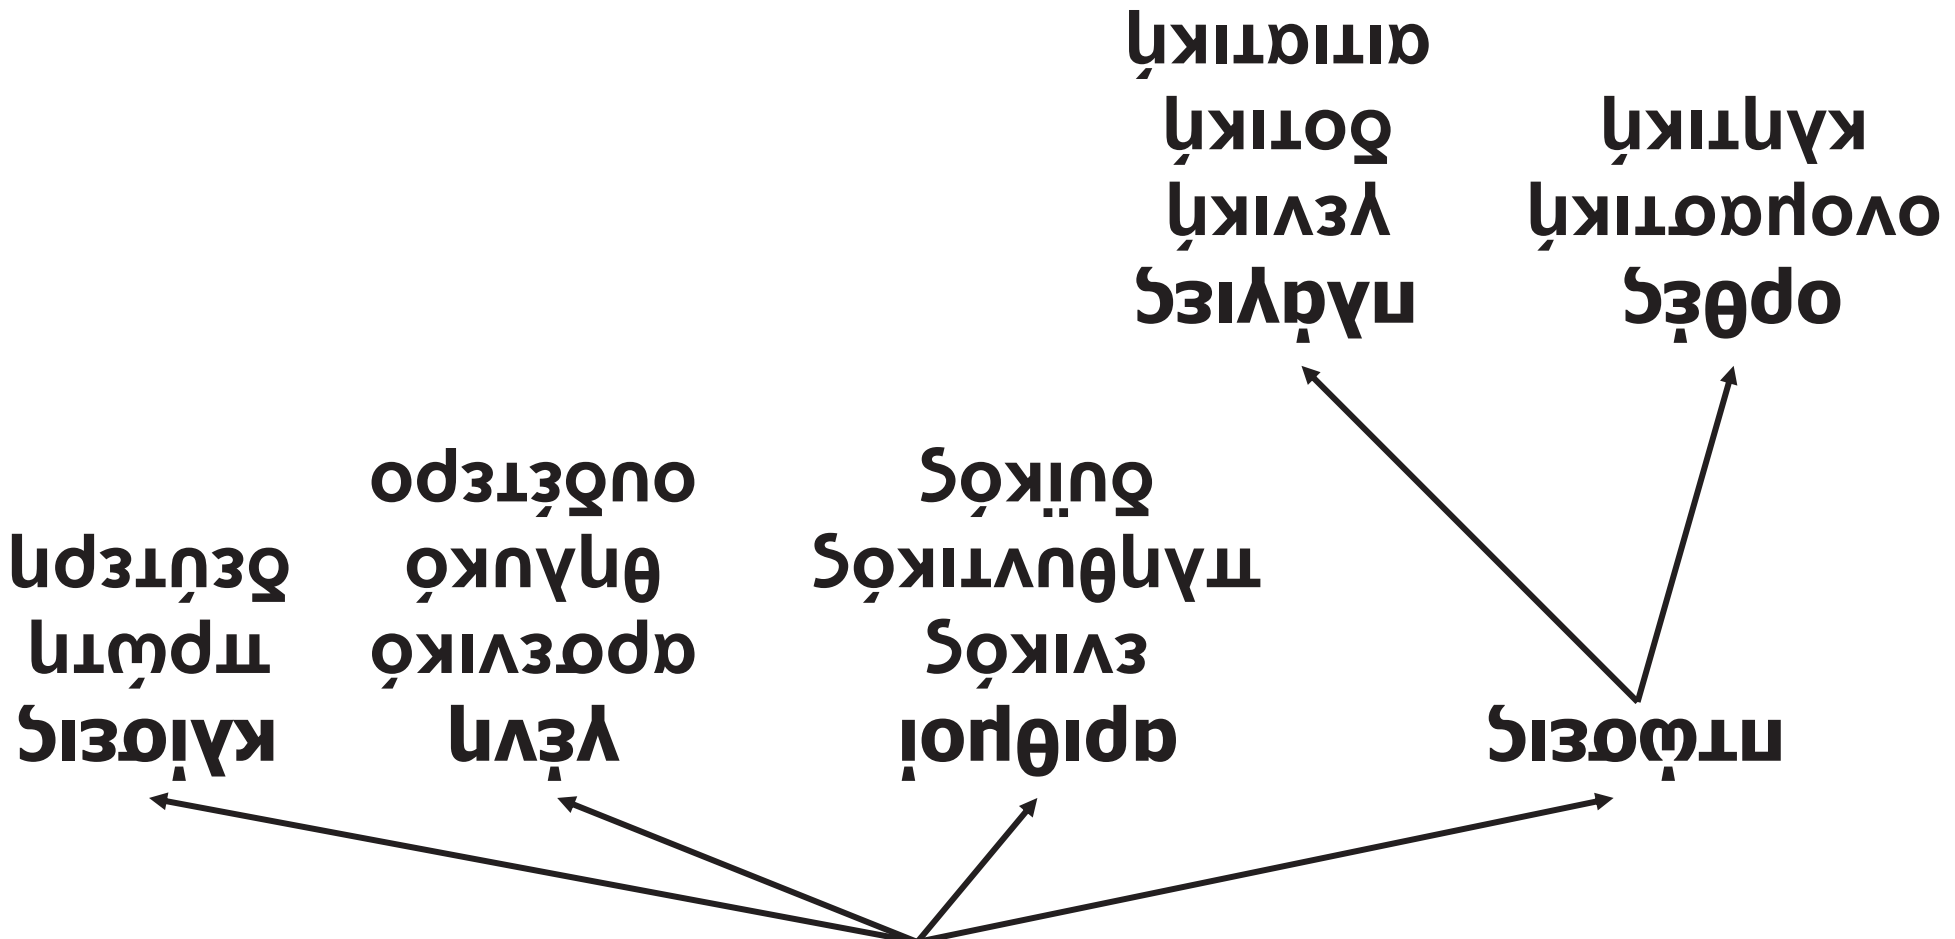 πτώσεις
ορθές
ονομαστική
κλητική
πλάγιες
γενική
δοτική
αιτιατική
αριθμοί
ενικός
πληθυντικός
δυϊκός
γένη
αρσενικό
θηλυκό
ουδέτερο
κλίσεις
πρώτη
δεύτερη